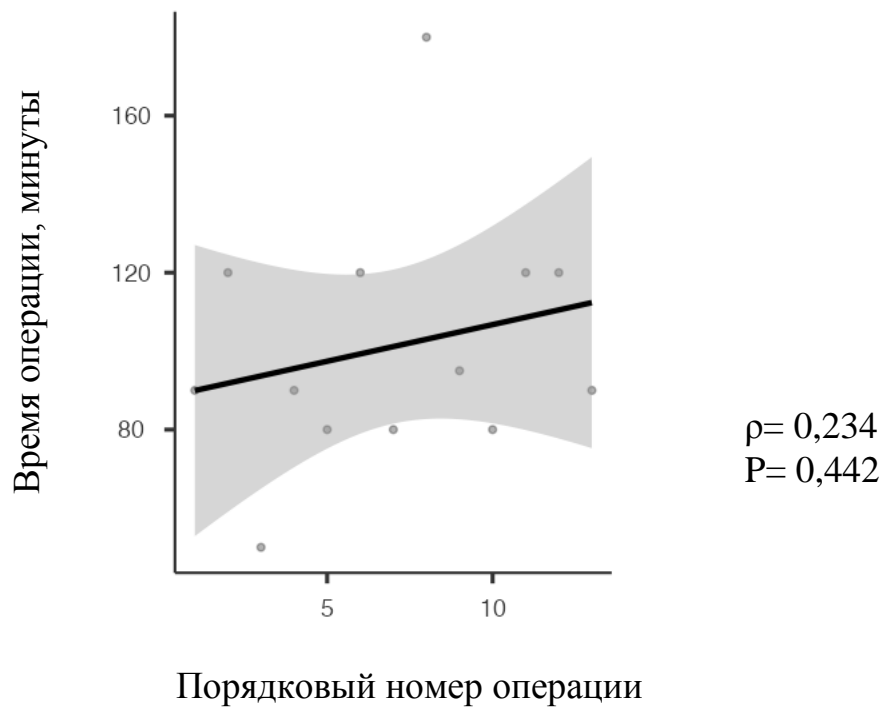 Время операции, минуты
160
120
80
5
10
Порядковый номер операции
ρ= 0,234
P= 0,442